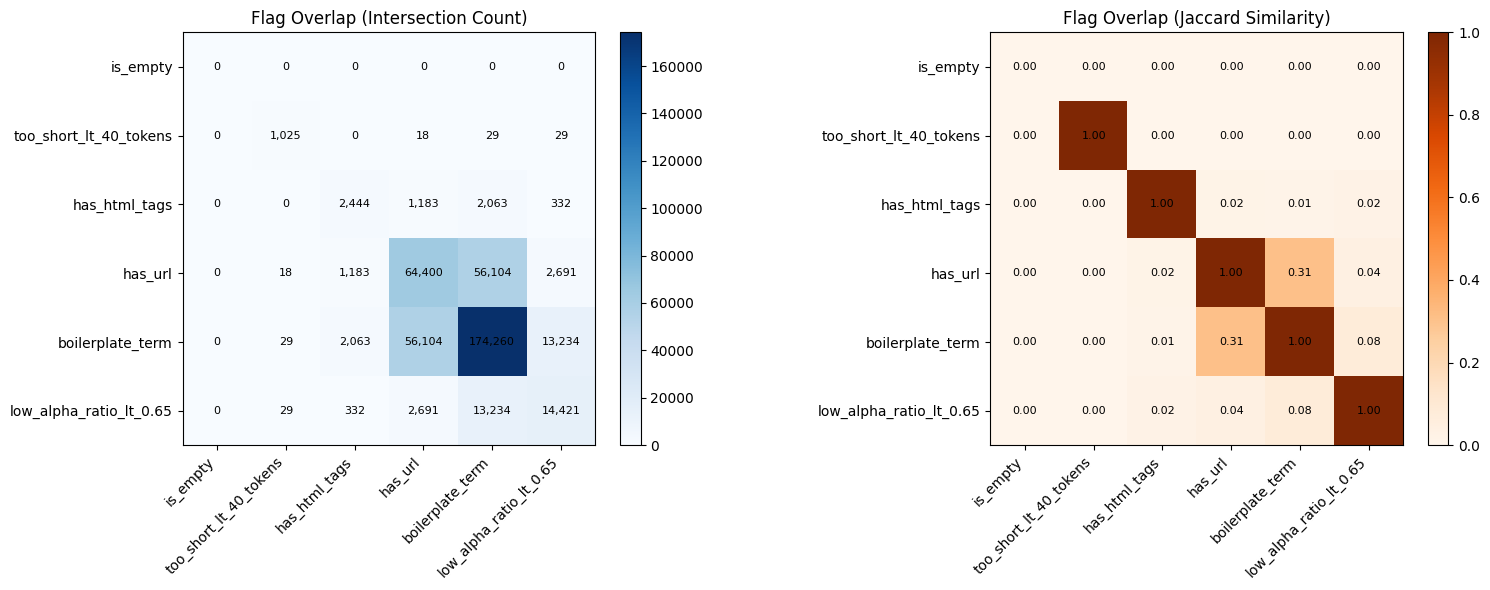 Flag Overlap (Intersection Count)
is_empty 0 0 0 0 0 0
too_short_lt_40_tokens 0 1,025 0 18 29 29
has_html_tags 0 0 2,444 1,183 2,063 332
has_url 0 18 1,183 64,400 56,104 2,691
boilerplate_term 0 29 2,063 56,104 174,260 13,234
low_alpha_ratio_lt_0.65 0 29 332 2,691 13,234 14,421
is_empty
too_short_lt_40_tokens
has_html_tags
has_url
boilerplate_term
low_alpha_ratio_lt_0.65
160000
140000
120000
100000
80000
60000
40000
20000
0
Flag Overlap (Jaccard Similarity)
is_empty 0.00 0.00 0.00 0.00 0.00 0.00
too_short_lt_40_tokens 0.00 1.00 0.00 0.00 0.00 0.00
has_html_tags 0.00 0.00 1.00 0.02 0.01 0.02
has_url 0.00 0.00 0.02 1.00 0.31 0.04
boilerplate_term 0.00 0.00 0.01 0.31 1.00 0.08
low_alpha_ratio_lt_0.65 0.00 0.00 0.02 0.04 0.08 1.00
is_empty
too_short_lt_40_tokens
has_html_tags
has_url
boilerplate_term
low_alpha_ratio_lt_0.65
1.0
0.8
0.6
0.4
0.2
0.0